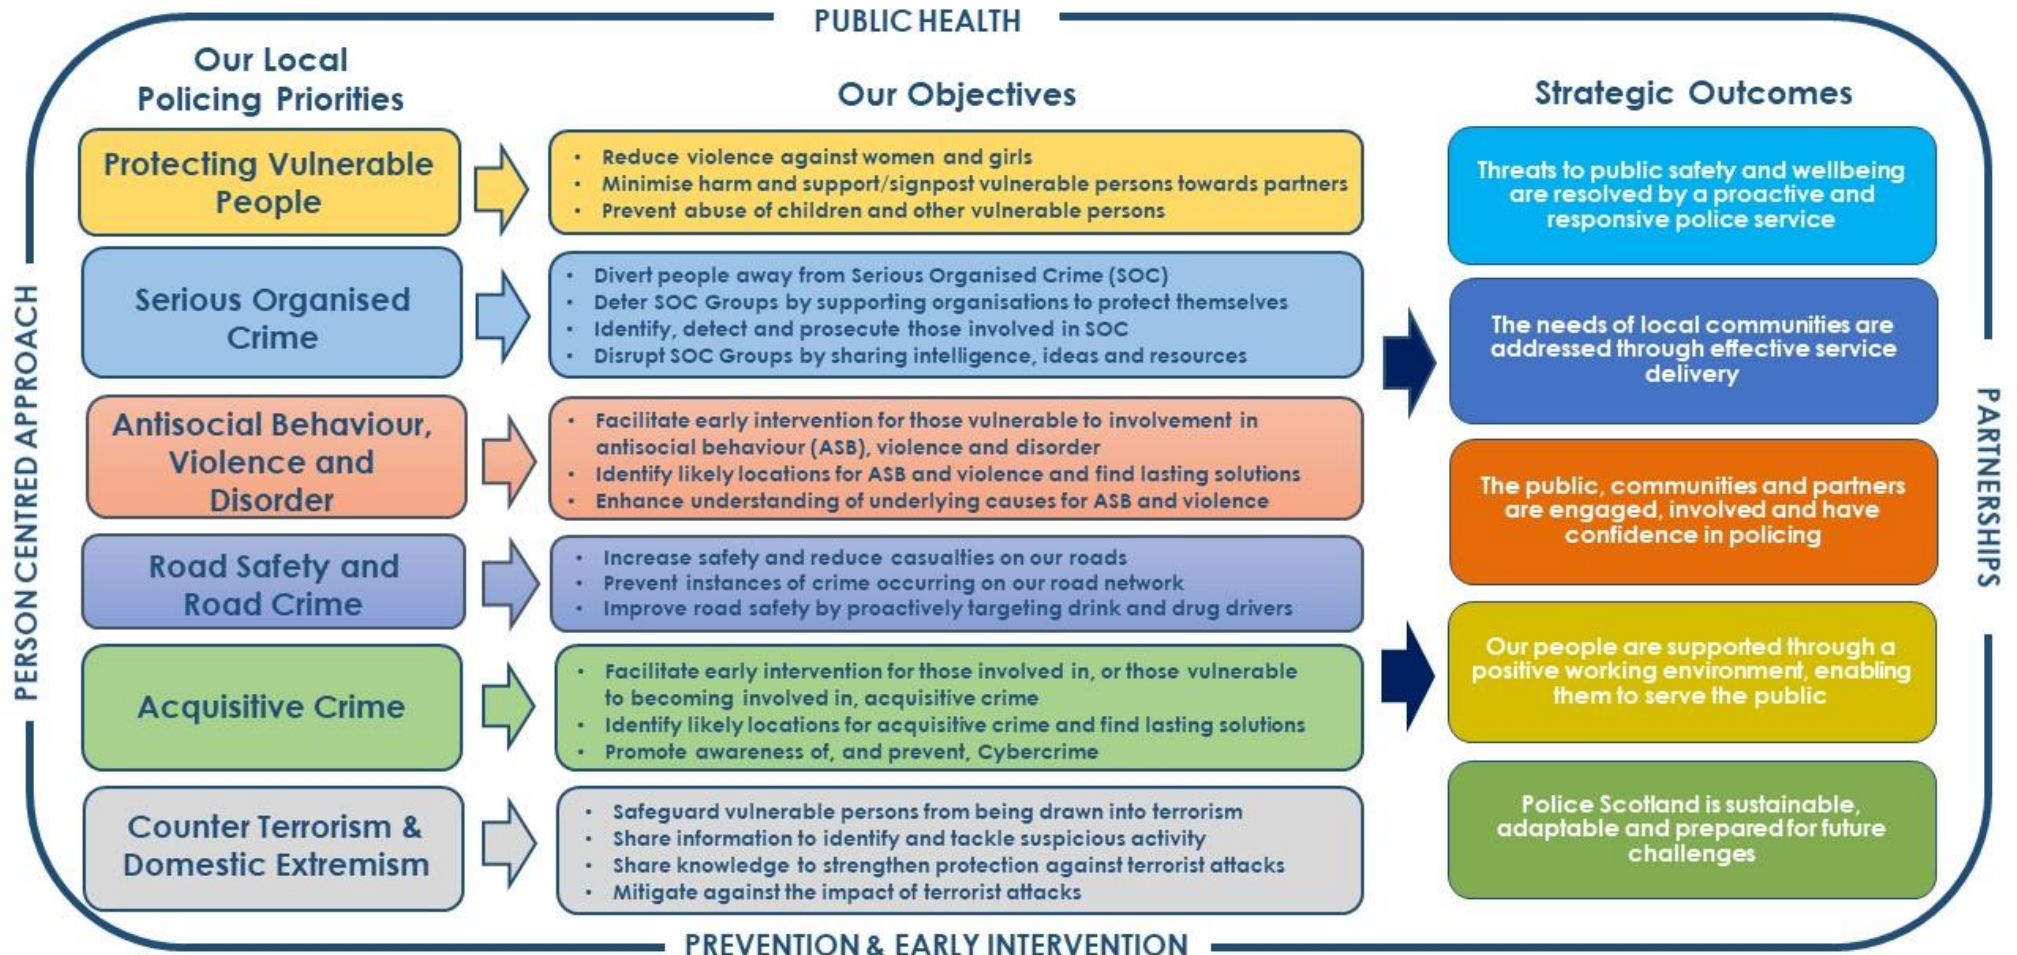 PUBLIC HEALTH
Our Local
Policing Priorities
Our Objectives
Strategic Outcomes
Protecting Vulnerable
People
• Reduce violence against women and girls
• Minimise harm and support/signpost vulnerable persons towards partners
• Prevent abuse of children and other vulnerable persons
Serious Organised
Crime
• Divert people away from Serious Organised Crime (SOC)
• Deter SOC Groups by supporting organisations to protect themselves
• Identify, detect and prosecute those involved in SOC
• Disrupt SOC Groups by sharing intelligence, ideas and resources
Antisocial Behaviour,
Violence and
Disorder
• Facilitate early intervention for those vulnerable to involvement in
antisocial behaviour (ASB), violence and disorder
• Identify likely locations for ASB and violence and find lasting solutions
• Enhance understanding of underlying causes for ASB and violence
Road Safety and
Road Crime
• Increase safety and reduce casualties on our roads
• Prevent instances of crime occurring on our road network
• Improve road safety by proactively targeting drink and drug drivers
Acquisitive Crime
• Facilitate early intervention for those involved in, or those vulnerable
to becoming involved in, acquisitive crime
• Identify likely locations for acquisitive crime and find lasting solutions
• Promote awareness of, and prevent, Cybercrime
Counter Terrorism &
Domestic Extremism
• Safeguard vulnerable persons from being drawn into terrorism
• Share information to identify and tackle suspicious activity
• Share knowledge to strengthen protection against terrorist attacks
• Mitigate against the impact of terrorist attacks
Threats to public safety and wellbeing
are resolved by a proactive and
responsive police service
The needs of local communities are
addressed through effective service
delivery
The public, communities and partners
are engaged, involved and have
confidence in policing
Our people are supported through a
positive working environment, enabling
them to serve the public
Police Scotland is sustainable,
adaptable and prepared for future
challenges
PERSON CENTRED APPROACH
PARTNERSHIPS
PREVENTION & EARLY INTERVENTION